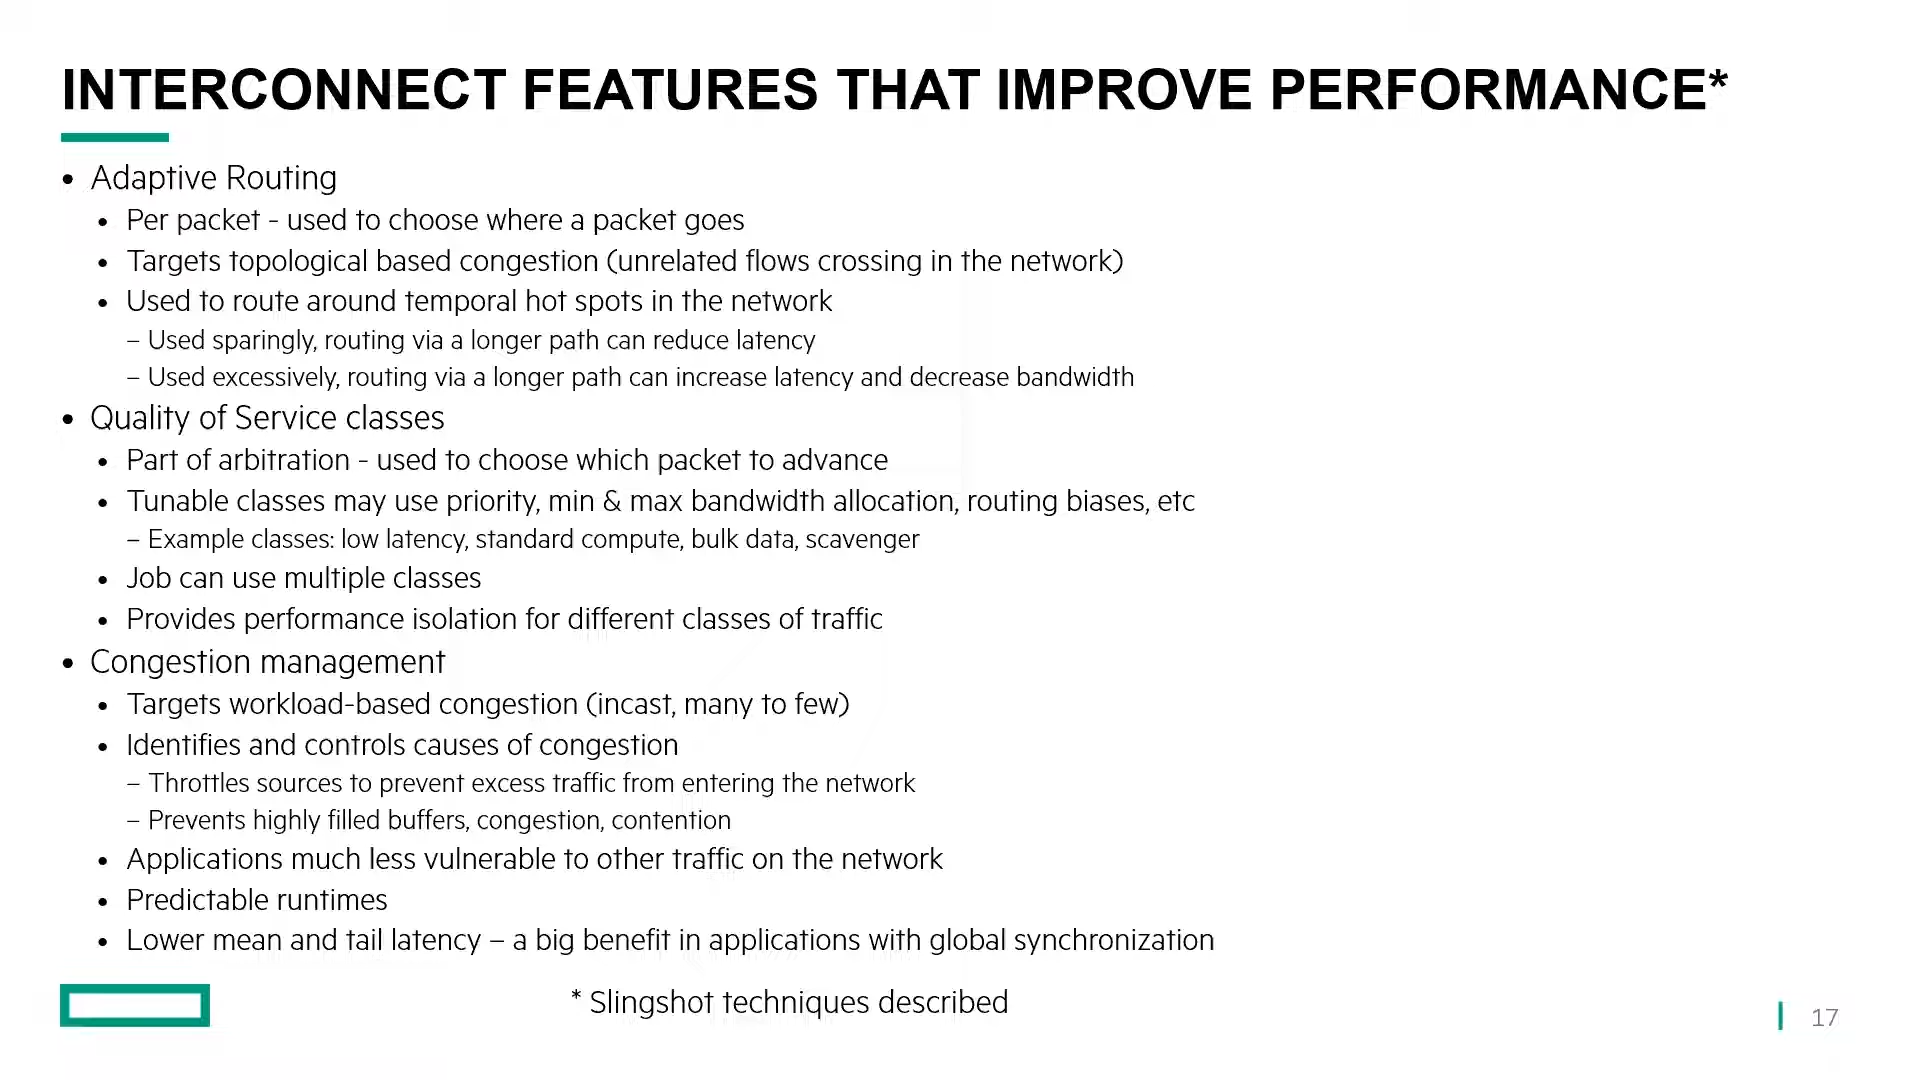 INTERCONNECT FEATURES THAT IMPROVE PERFORMANCE*
• Adaptive Routing
• Per packet - used to choose where a packet goes
• Targets topological based congestion (unrelated flows crossing in the network)
• Used to route around temporal hot spots in the network
– Used sparingly, routing via a longer path can reduce latency
– Used excessively, routing via a longer path can increase latency and decrease bandwidth
• Quality of Service classes
• Part of arbitration - used to choose which packet to advance
• Tunable classes may use priority, min & max bandwidth allocation, routing biases, etc
– Example classes: low latency, standard compute, bulk data, scavenger
• Job can use multiple classes
• Provides performance isolation for different classes of traffic
• Congestion management
• Targets workload-based congestion (incast, many to few)
• Identifies and controls causes of congestion
– Throttles sources to prevent excess traffic from entering the network
– Prevents highly filled buffers, congestion, contention
• Applications much less vulnerable to other traffic on the network
• Predictable runtimes
• Lower mean and tail latency – a big benefit in applications with global synchronization
* Slingshot techniques described
17